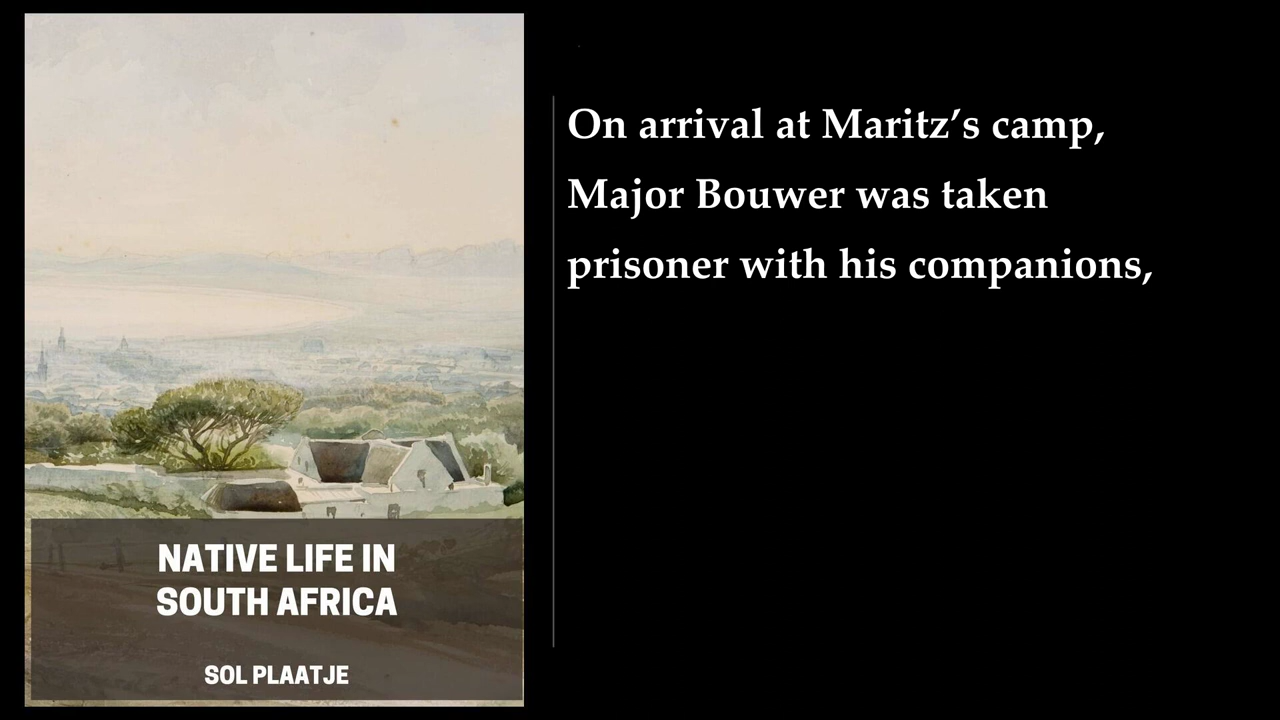 On arrival at Maritz’s camp,
Major Bouwer was taken
prisoner with his companions,
NATIVE LIFE IN
SOUTH AFRICA
SOL PLAATJE